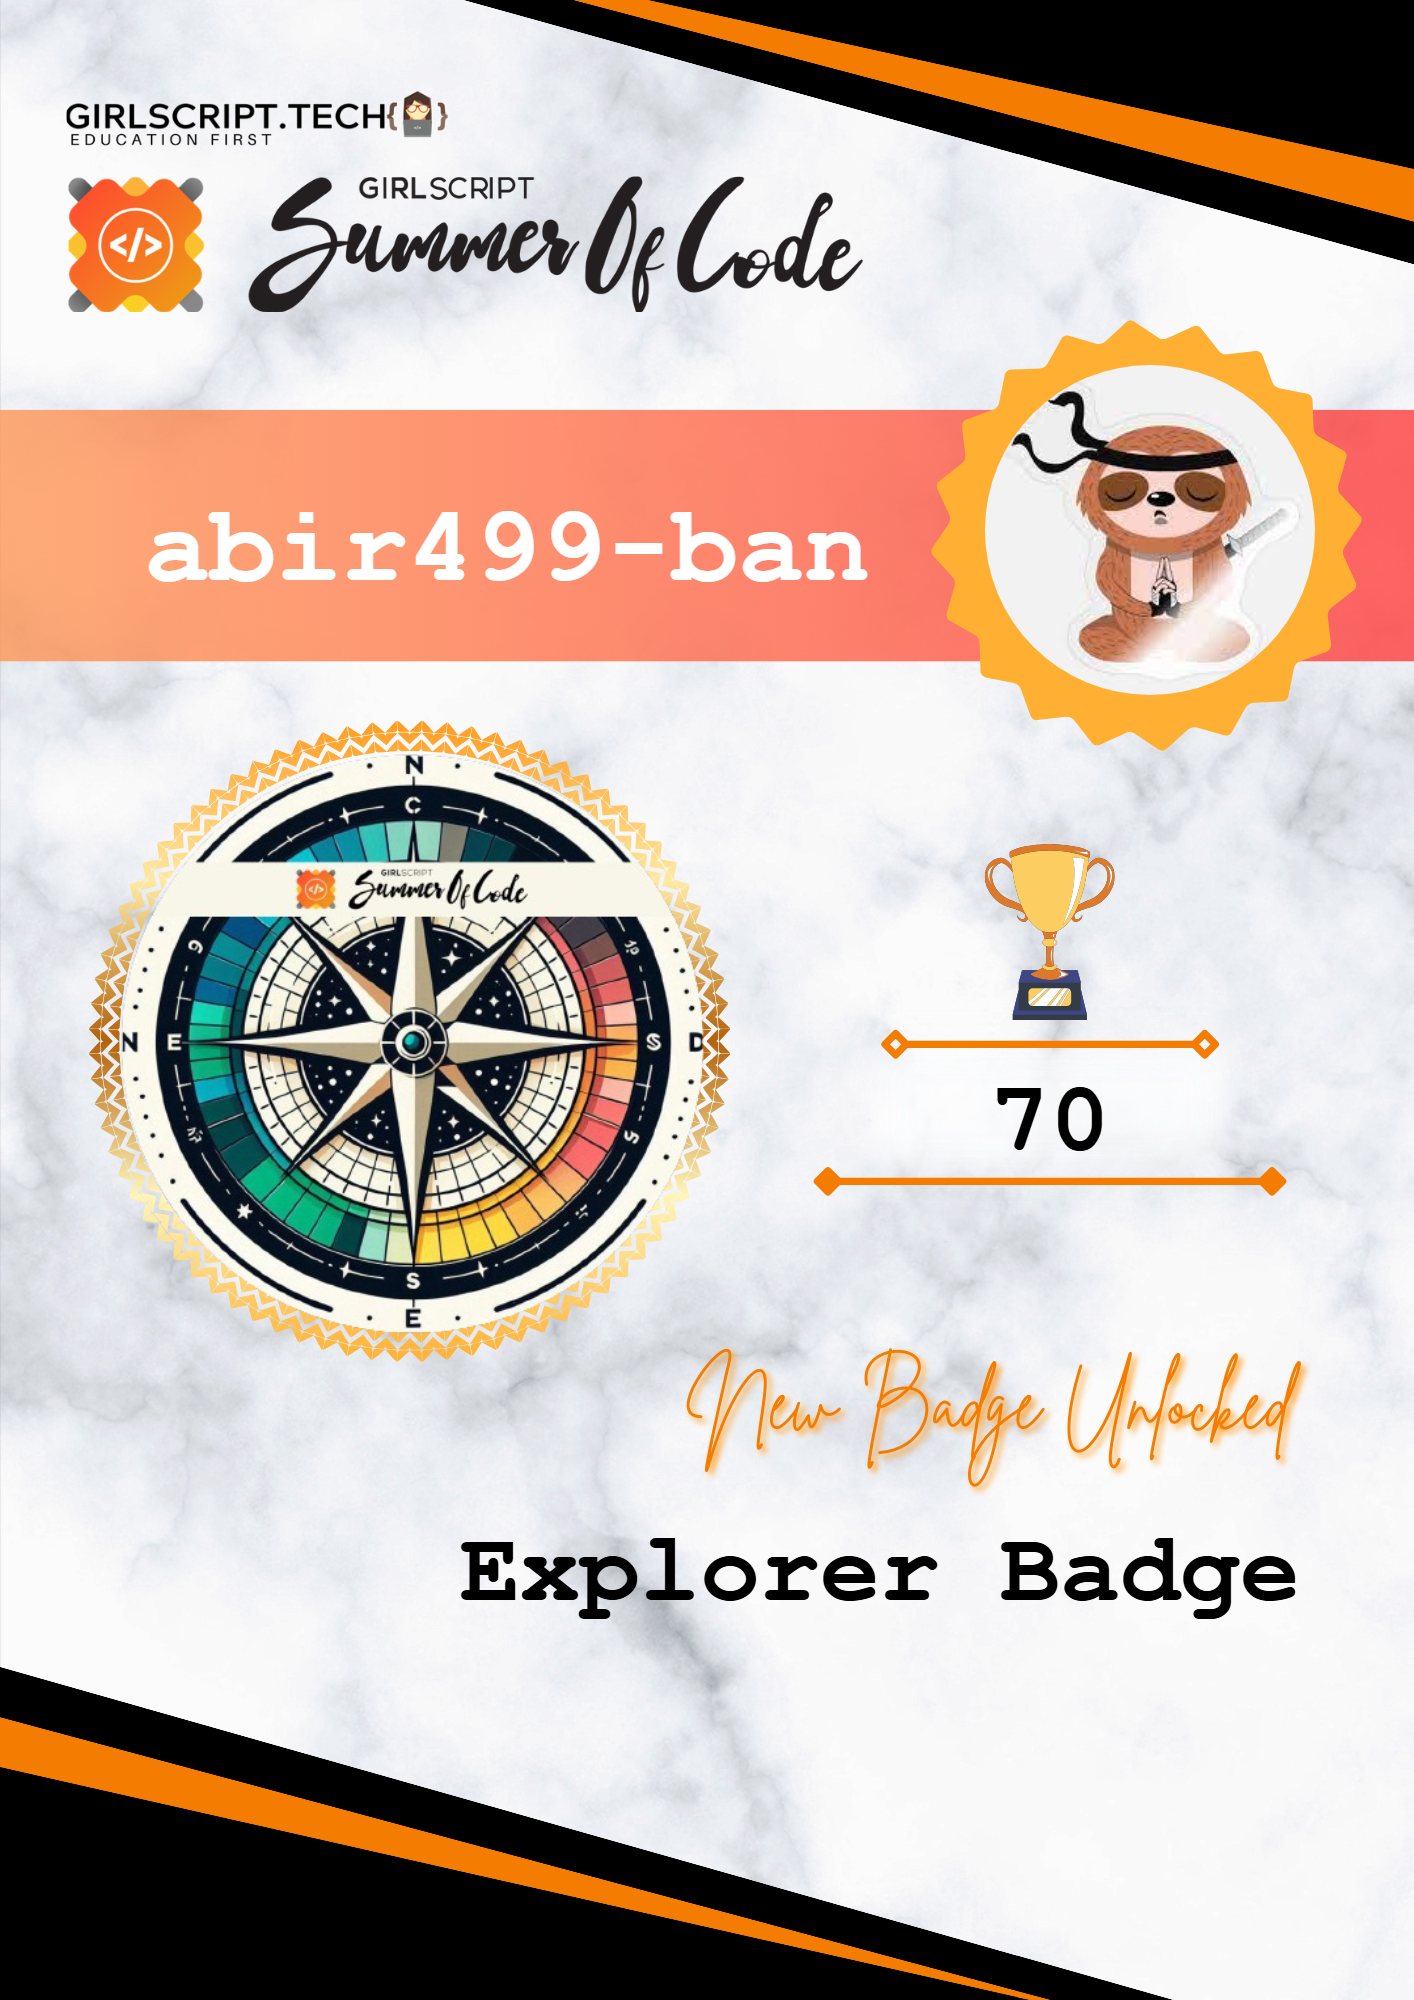 GIRLSCRIPT.TECH{ }
EDUCATION FIRST
GIRLSCRIPT
Summer Of Code
</>
abir499-ban
N
C
GIRLSCRIPT
Summer Of Code
</>
N E S D
S
E
70
New Badge Unlocked
Explorer Badge